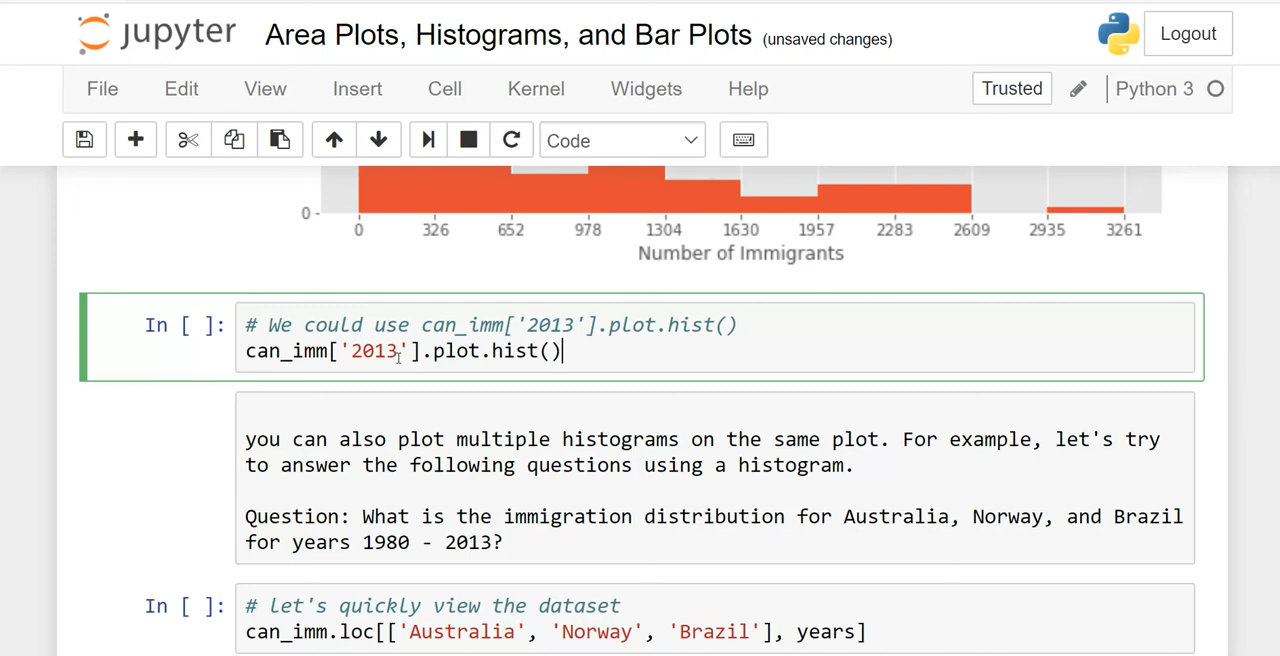 jupyter Area Plots, Histograms, and Bar Plots (unsaved changes) Logout
File Edit View Insert Cell Kernel Widgets Help Trusted Python 3
Code
0
0 326 652 978 1304 1630 1957 2283 2609 2935 3261
Number of Immigrants
In [ ]: # We could use can_imm['2013'].plot.hist()
can_imm['2013'].plot.hist()
you can also plot multiple histograms on the same plot. For example, let's try
to answer the following questions using a histogram.
Question: What is the immigration distribution for Australia, Norway, and Brazil
for years 1980 - 2013?
In [ ]: # let's quickly view the dataset
can_imm.loc[['Australia', 'Norway', 'Brazil'], years]